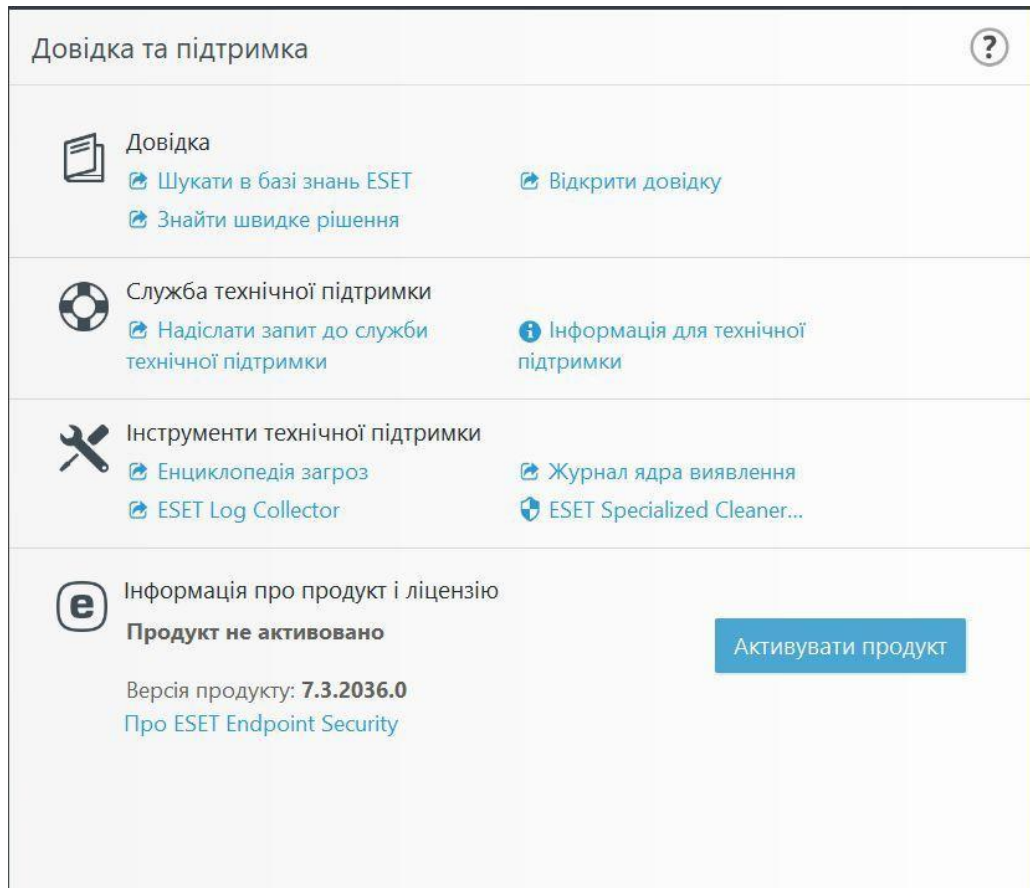 Довідка та підтримка
?
Довідка
Шукати в базі знань ESET
Відкрити довідку
Знайти швидке рішення
Служба технічної підтримки
Надіслати запит до служби
технічної підтримки
Інформація для технічної
підтримки
Інструменти технічної підтримки
Енциклопедія загроз
Журнал ядра виявлення
ESET Log Collector
ESET Specialized Cleaner...
e
Інформація про продукт і ліцензію
Продукт не активовано
Активувати продукт
Версія продукту: 7.3.2036.0
Про ESET Endpoint Security